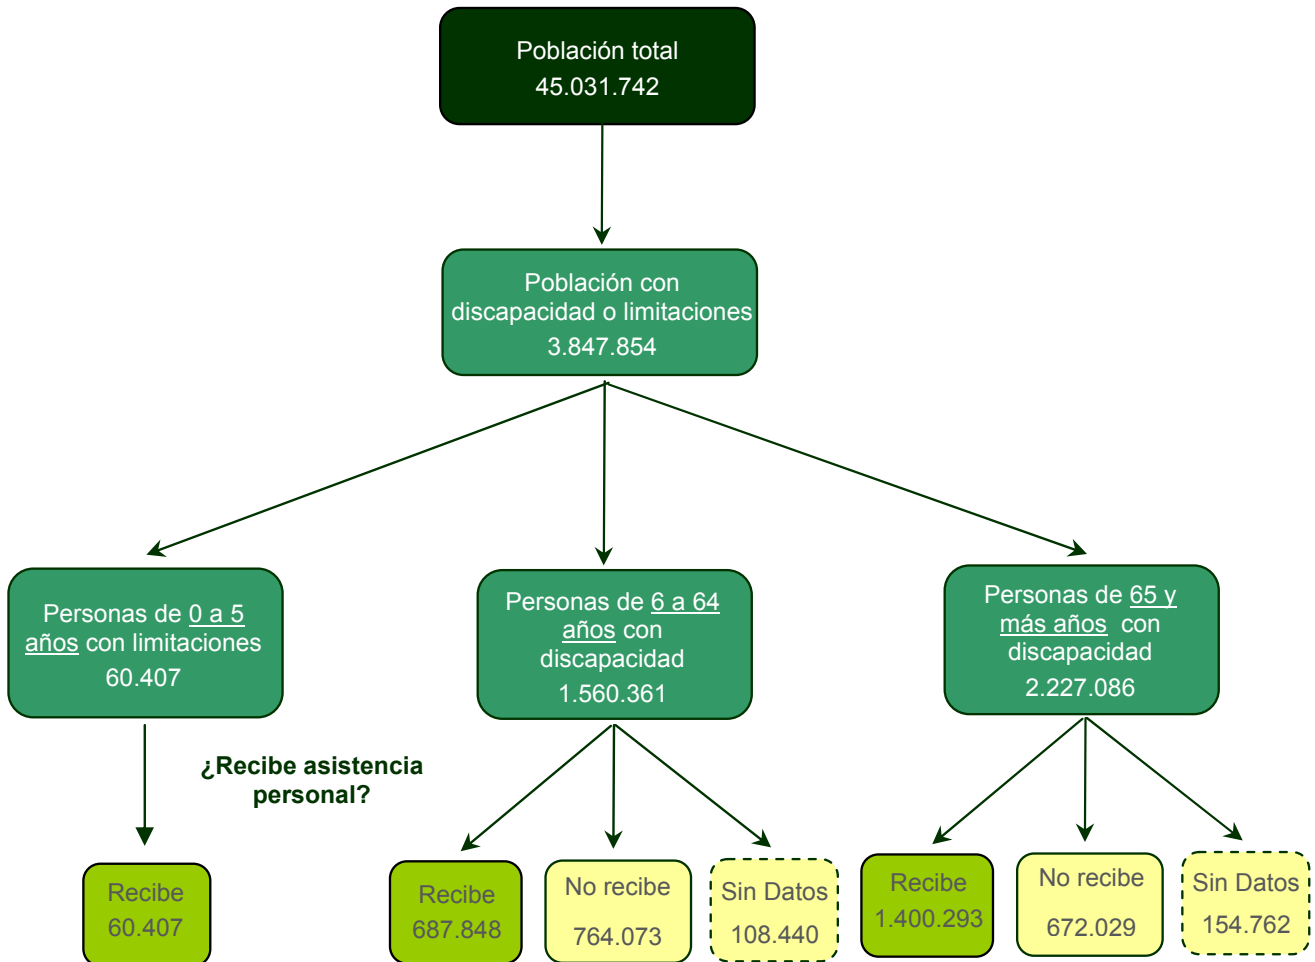 Población total
45.031.742
Población con
discapacidad o limitaciones
3.847.854
Personas de 0 a 5
años con limitaciones
60.407
Personas de 6 a 64
años con
discapacidad
1.560.361
Personas de 65 y
más años con
discapacidad
2.227.086
¿Recibe asistencia
personal?
Recibe
60.407
Recibe
687.848
No recibe
764.073
Sin Datos
108.440
Recibe
1.400.293
No recibe
672.029
Sin Datos
154.762